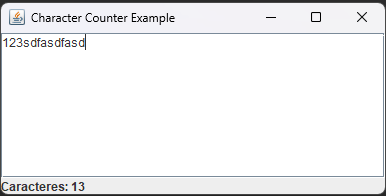 Character Counter Example
123sdfasdfasd
Caracteres: 13